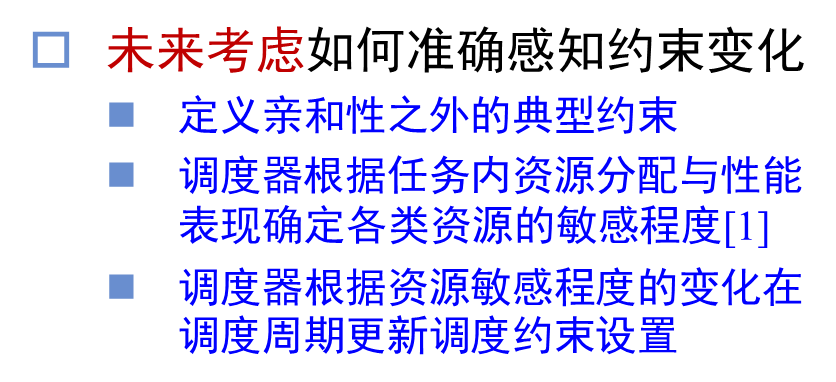 未来考虑如何准确感知约束变化
定义亲和性之外的典型约束
调度器根据任务内资源分配与性能
表现确定各类资源的敏感程度[1]
调度器根据资源敏感程度的变化在
调度周期更新调度约束设置